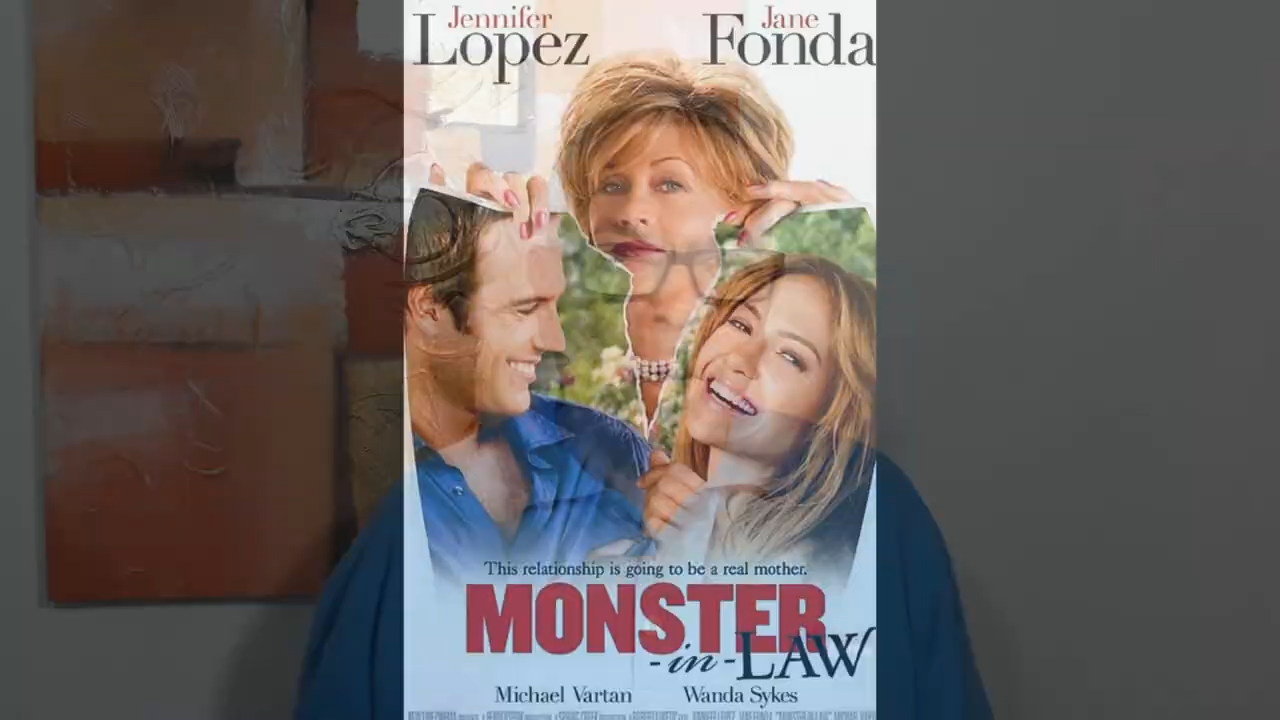 Jennifer Jane
Lopez Fonda
This relationship is going to be a real mother.
MONSTER
-in-LAW
Michael Vartan Wanda Sykes